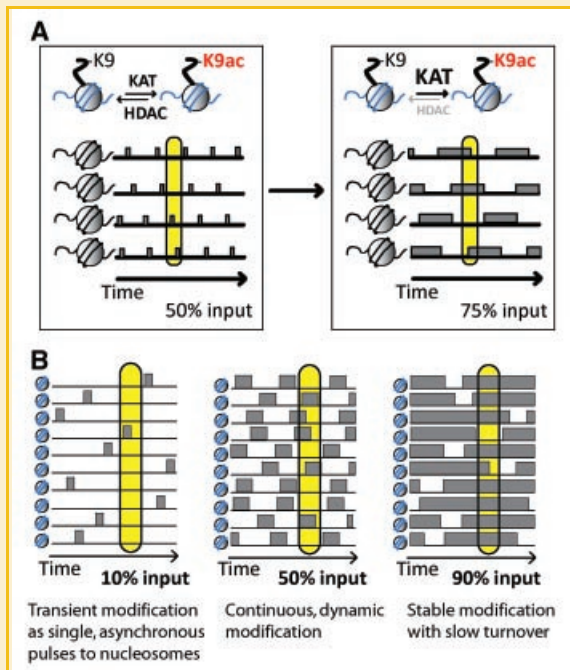 A
K9
K9ac
KAT
HDAC
Time
50% input
K9
K9ac
KAT
HDAC
Time
75% input
B
Time
10% input
Transient modification
as single, asynchronous
pulses to nucleosomes
Time
50% input
Continuous, dynamic
modification
Time
90% input
Stable modification
with slow turnover